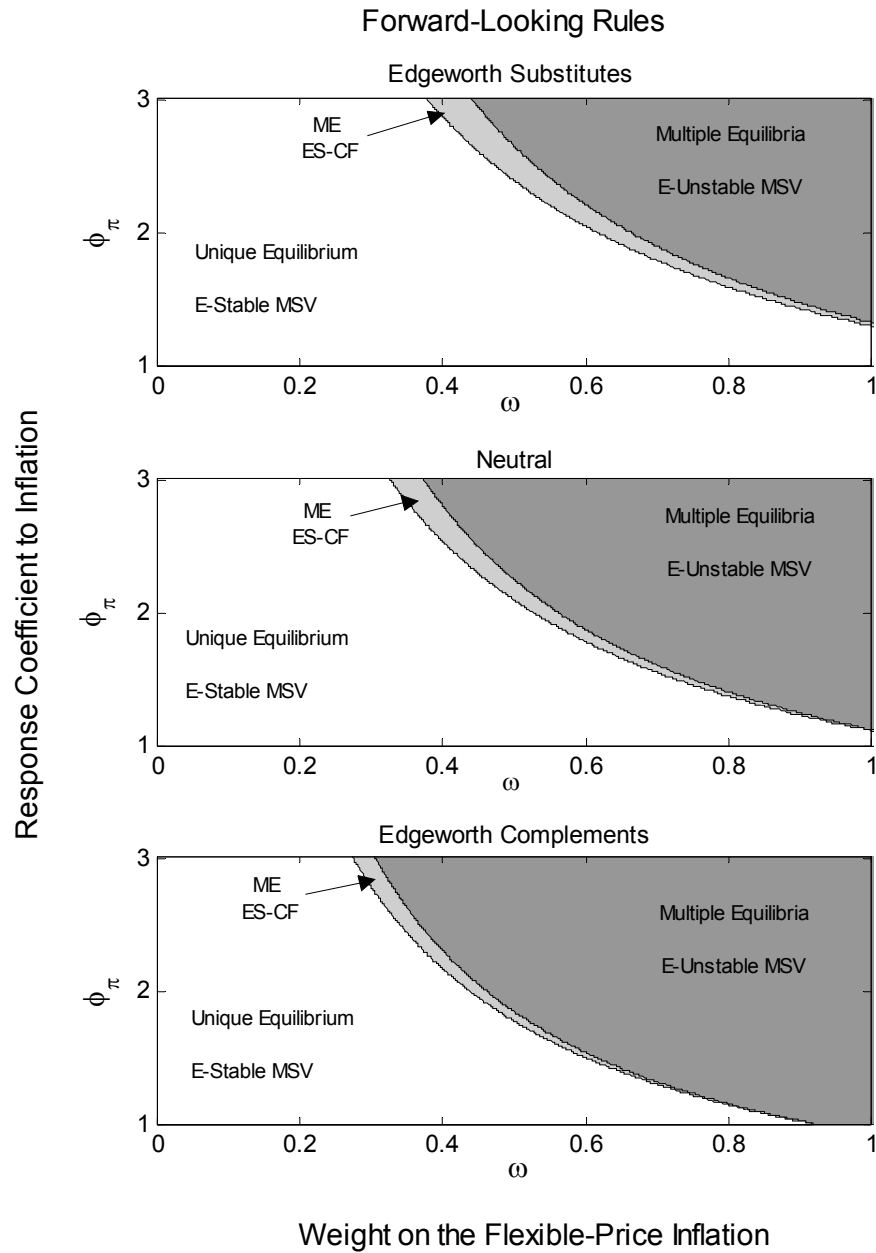 Forward-Looking Rules
Edgeworth Substitutes
3
ME
ES-CF
Multiple Equilibria
E-Unstable MSV
ϕπ
2
Unique Equilibrium
E-Stable MSV
1
0 0.2 0.4 0.6 0.8 1
ω
Neutral
3
ME
ES-CF
Multiple Equilibria
E-Unstable MSV
ϕπ
2
Unique Equilibrium
E-Stable MSV
1
0 0.2 0.4 0.6 0.8 1
ω
Response Coefficient to Inflation
Edgeworth Complements
3
ME
ES-CF
Multiple Equilibria
E-Unstable MSV
ϕπ
2
Unique Equilibrium
E-Stable MSV
1
0 0.2 0.4 0.6 0.8 1
ω
Weight on the Flexible-Price Inflation